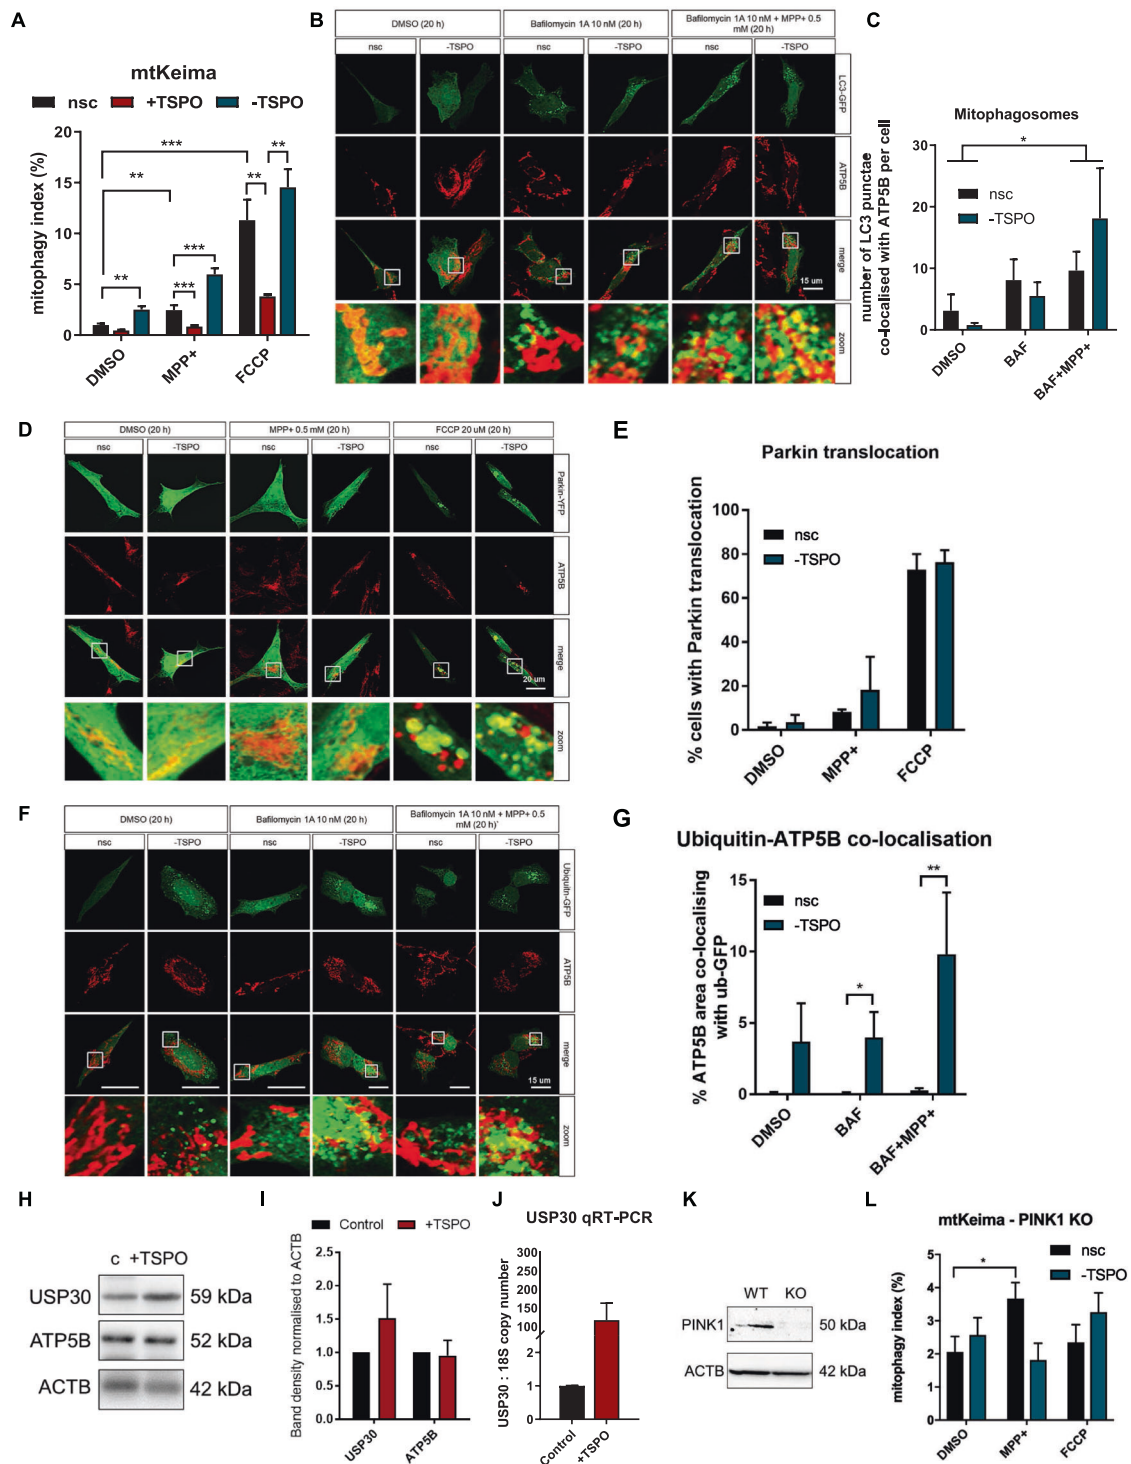 A
mtKeima
nsc +TSPO -TSPO
mitophagy index (%)
20
15
10
5
0
***
**
**
**
**
***
***
DMSO
MPP+
FCCP
B
DMSO (20 h)
Bafilomycin 1A 10 nM (20 h)
Bafilomycin 1A 10 nM + MPP+ 0.5
mM (20 h)
nsc
-TSPO
nsc
-TSPO
nsc
-TSPO
LC3-GFP
ATP5B
merge
15 um
zoom
C
Mitophagosomes
number of LC3 punctae
co-localised with ATP5B per cell
30
20
10
0
*
nsc
-TSPO
DMSO
BAF
BAF+MPP+
D
DMSO (20 h)
MPP+ 0.5 mM (20 h)
FCCP 20 uM (20 h)
nsc
-TSPO
nsc
-TSPO
nsc
-TSPO
Parkin-YFP
ATP5B
merge
20 um
zoom
E
Parkin translocation
% cells with Parkin translocation
100
80
60
40
20
0
nsc
-TSPO
DMSO
MPP+
FCCP
F
DMSO (20 h)
Bafilomycin 1A 10 nM (20 h)
Bafilomycin 1A 10 nM + MPP+ 0.5
mM (20 h)`
nsc
-TSPO
nsc
-TSPO
nsc
-TSPO
Ubiquitn-GFP
ATP5B
merge
15 um
zoom
G
Ubiquitin-ATP5B co-localisation
% ATP5B area co-localising
with ub-GFP
15
10
5
0
nsc
-TSPO
*
**
DMSO
BAF
BAF+MPP+
H
c +TSPO
USP30 59 kDa
ATP5B 52 kDa
ACTB 42 kDa
I
Control +TSPO
Band density normalised to ACTB
2.5
2.0
1.5
1.0
0.5
0.0
USP30
ATP5B
J
USP30 qRT-PCR
USP30 : 18S copy number
300
250
200
150
100
2
1
0
Control
+TSPO
K
WT KO
PINK1 50 kDa
ACTB 42 kDa
L
mtKeima - PINK1 KO
mitophagy index (%)
5
4
3
2
1
0
*
nsc
-TSPO
DMSO
MPP+
FCCP